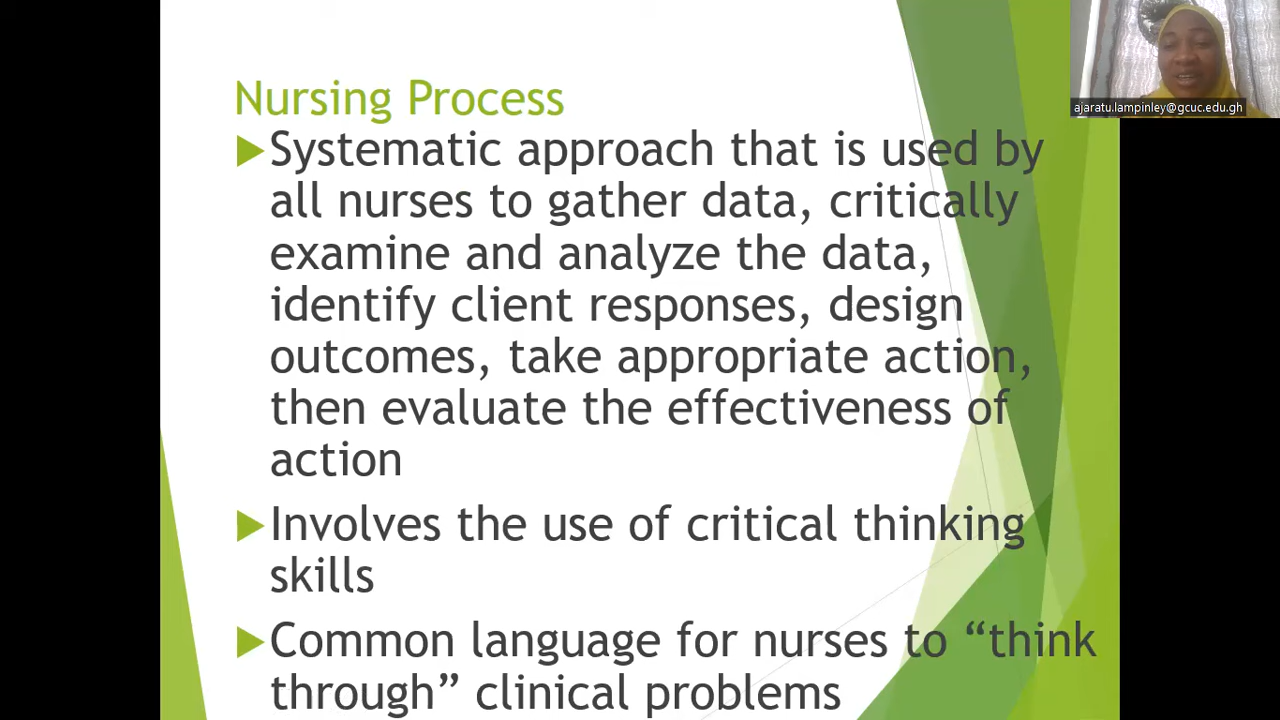 Nursing Process
Systematic approach that is used by
all nurses to gather data, critically
examine and analyze the data,
identify client responses, design
outcomes, take appropriate action,
then evaluate the effectiveness of
action
Involves the use of critical thinking
skills
Common language for nurses to “think
through” clinical problems
ajaratu.lampinley@gcuc.edu.gh